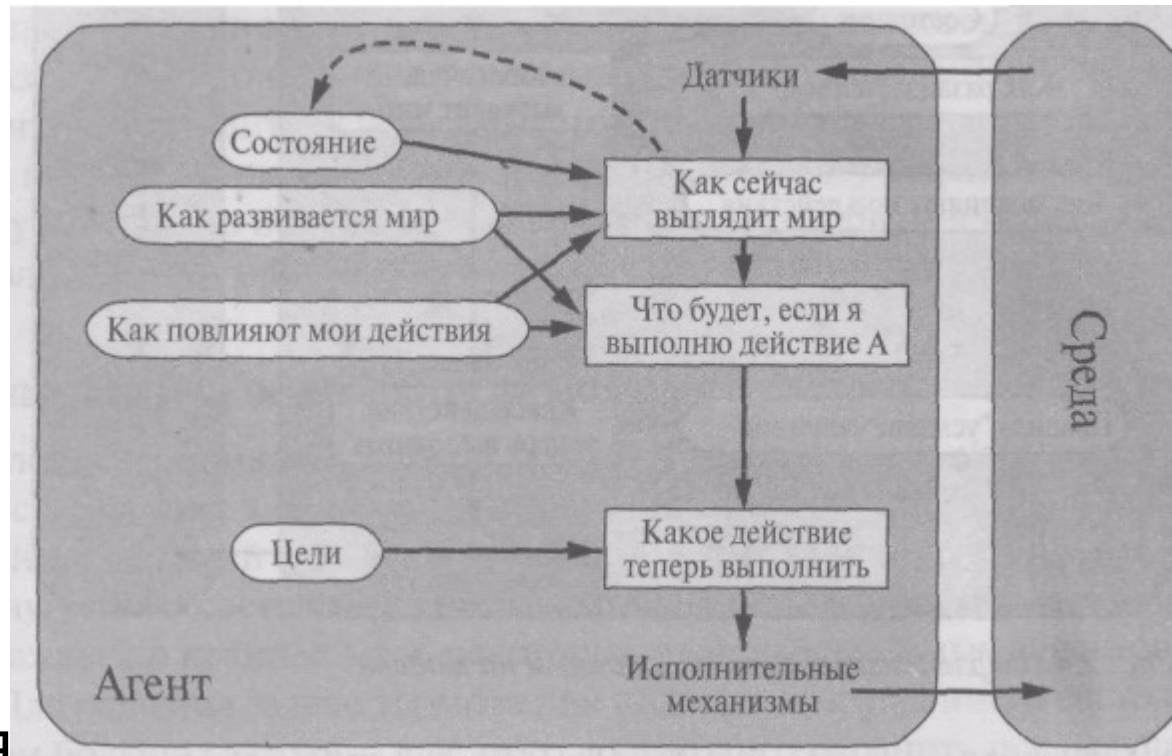 Датчики
Состояние
Как сейчас
выглядит мир
Как развивается мир
Что будет, если я
выполню действие А
Как повлияют мои действия
Среда
Какое действие
теперь выполнить
Цели
Исполнительные
механизмы
Агент